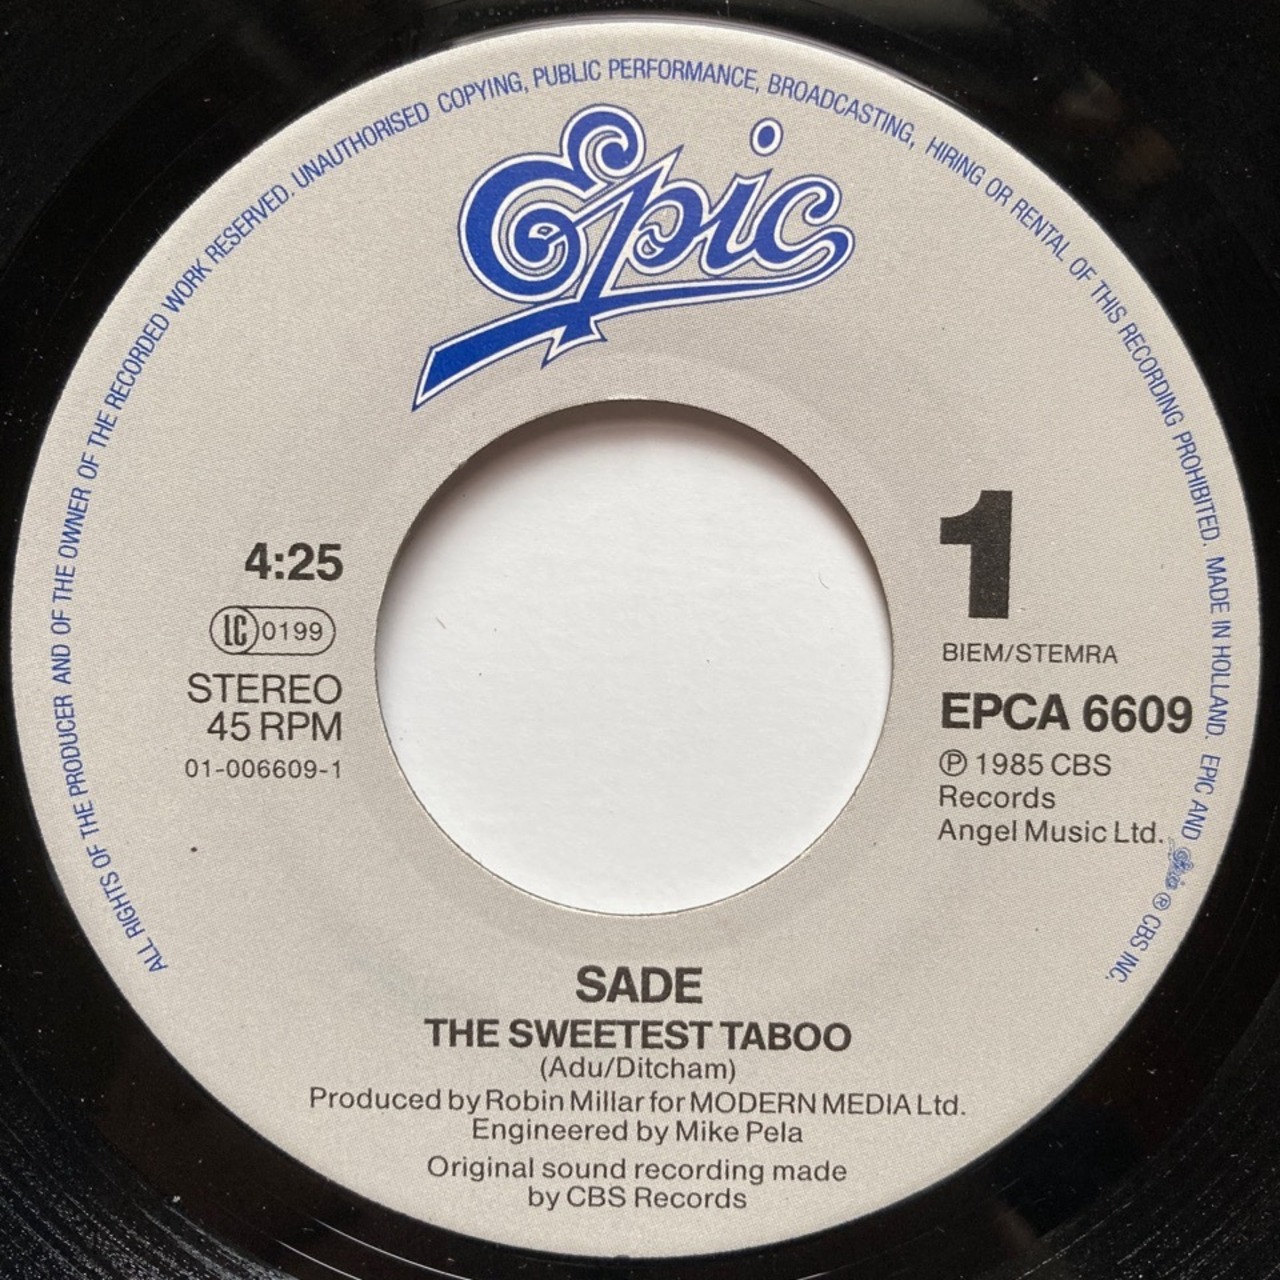 ALL RIGHTS OF THE PRODUCER AND OF THE OWNER OF THE RECORDED WORK RESERVED. UNAUTHORISED COPYING, PUBLIC PERFORMANCE, BROADCASTING, HIRING OR RENTAL OF THIS RECORDING PROHIBITED. MADE IN HOLLAND. EPIC AND Epic ® CBS INC.
Epic
4:25
LC 0199
STEREO
45 RPM
01-006609-1
1
BIEM/STEMRA
EPCA 6609
℗ 1985 CBS
Records
Angel Music Ltd.
SADE
THE SWEETEST TABOO
(Adu/Ditcham)
Produced by Robin Millar for MODERN MEDIA Ltd.
Engineered by Mike Pela
Original sound recording made
by CBS Records